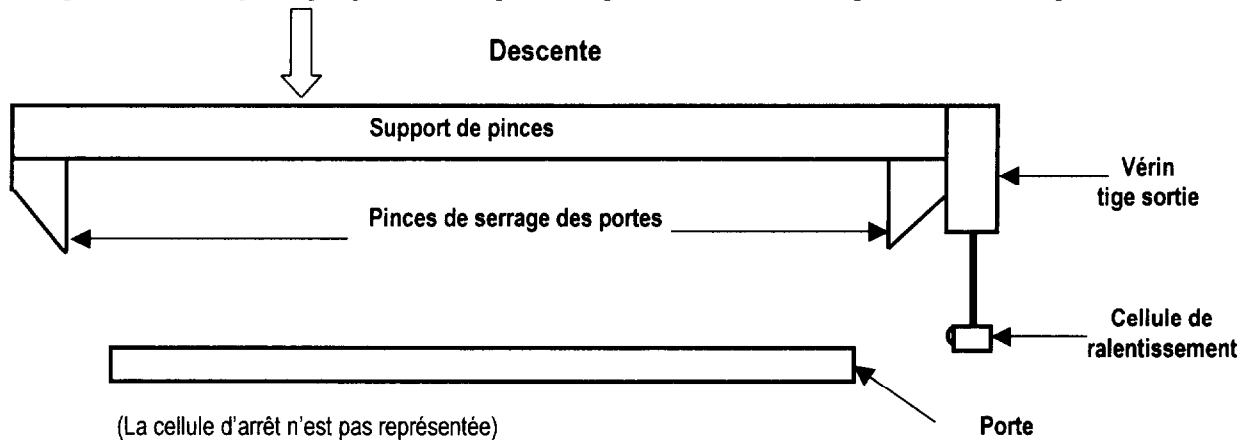 Descente
Support de pinces
Vérin
tige sortie
Pinces de serrage des portes
Cellule de
ralentissement
(La cellule d'arrêt n'est pas représentée)
Porte